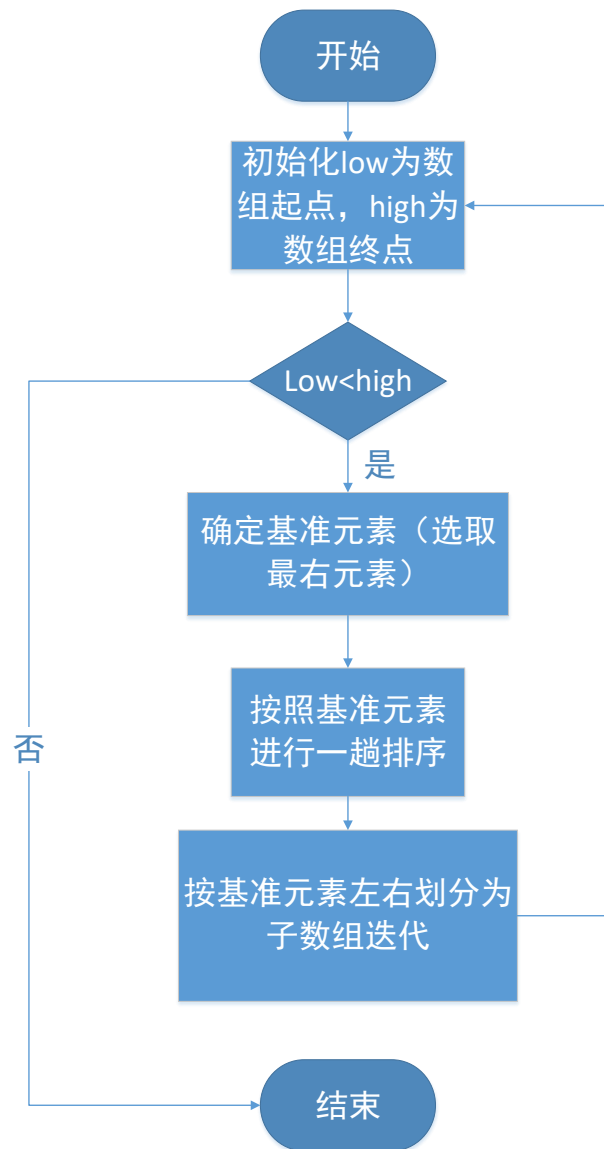 开始
初始化low为数
组起点，high为
数组终点
Low<high
是
确定基准元素（选取
最右元素）
按照基准元素
进行一趟排序
否
按基准元素左右划分为
子数组迭代
结束